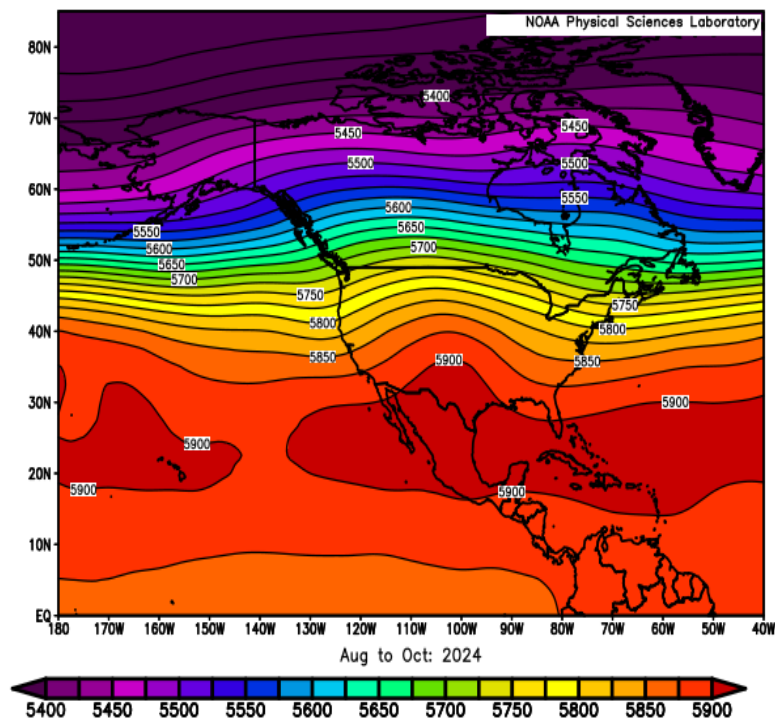 NOAA Physical Sciences Laboratory
80N
70N
60N
50N
40N
30N
20N
10N
EQ
5400
5450
5450
5500
5500
5550
5550
5600
5600
5650
5650
5700
5700
5750
5750
5800
5800
5850
5850
5900
5900
5900
5900
5900
180 170W 160W 150W 140W 130W 120W 110W 100W 90W 80W 70W 60W 50W 40W
Aug to Oct: 2024
5400 5450 5500 5550 5600 5650 5700 5750 5800 5850 5900